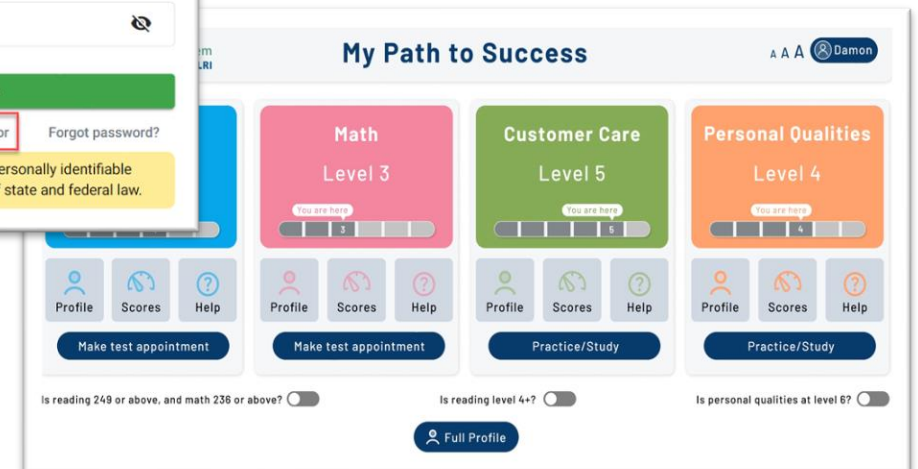 or Forgot password?
ersonally identifiable
state and federal law.
em
LRI
My Path to Success
A A A Damon
Math
Level 3
You are here
3
Customer Care
Level 5
You are here
5
Personal Qualities
Level 4
You are here
4
Profile Scores Help
Profile Scores Help
Profile Scores Help
Profile Scores Help
Make test appointment
Make test appointment
Practice/Study
Practice/Study
Is reading 249 or above, and math 236 or above?
Is reading level 4+?
Is personal qualities at level 6?
Full Profile